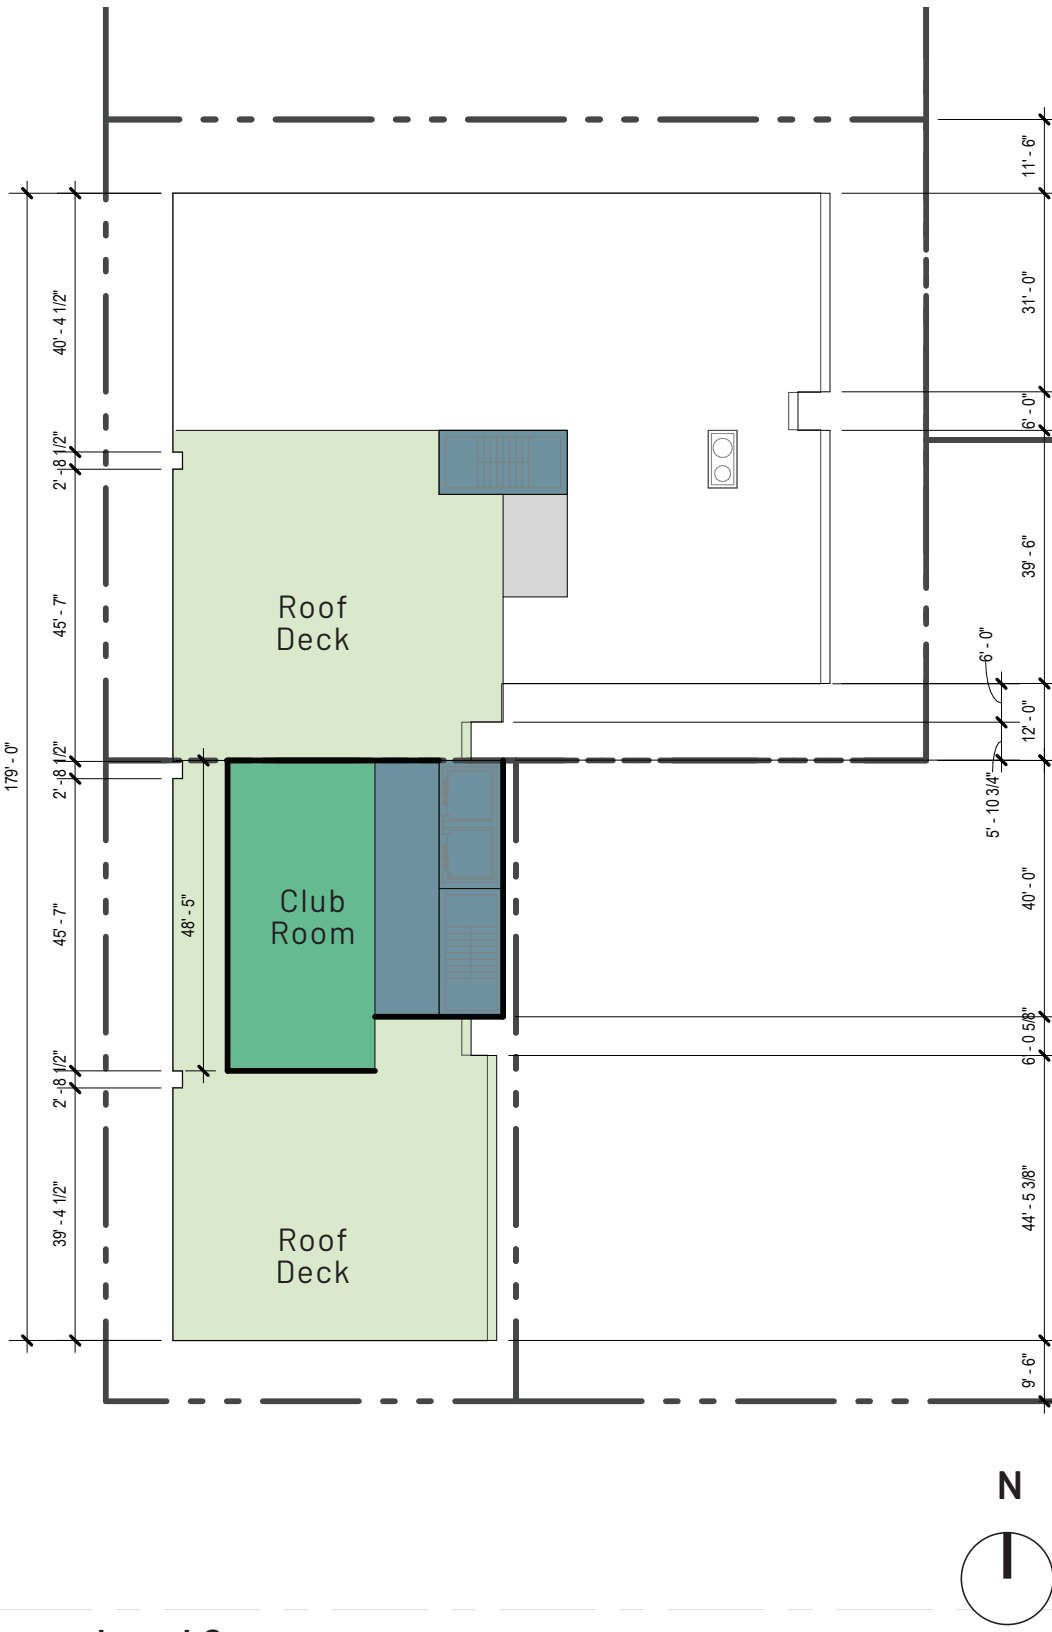 11' - 6"
31' - 0"
6' - 0"
39' - 6"
6' - 0"
12' - 0"
5' - 10 3/4"
40' - 0"
6' - 0 5/8"
44' - 5 3/8"
9' - 6"
179' - 0"
40' - 4 1/2"
2' - 8 1/2"
45' - 7"
2' - 8 1/2"
45' - 7"
2' - 8 1/2"
39' - 4 1/2"
48' - 5"
Roof
Deck
Club
Room
Roof
Deck
N